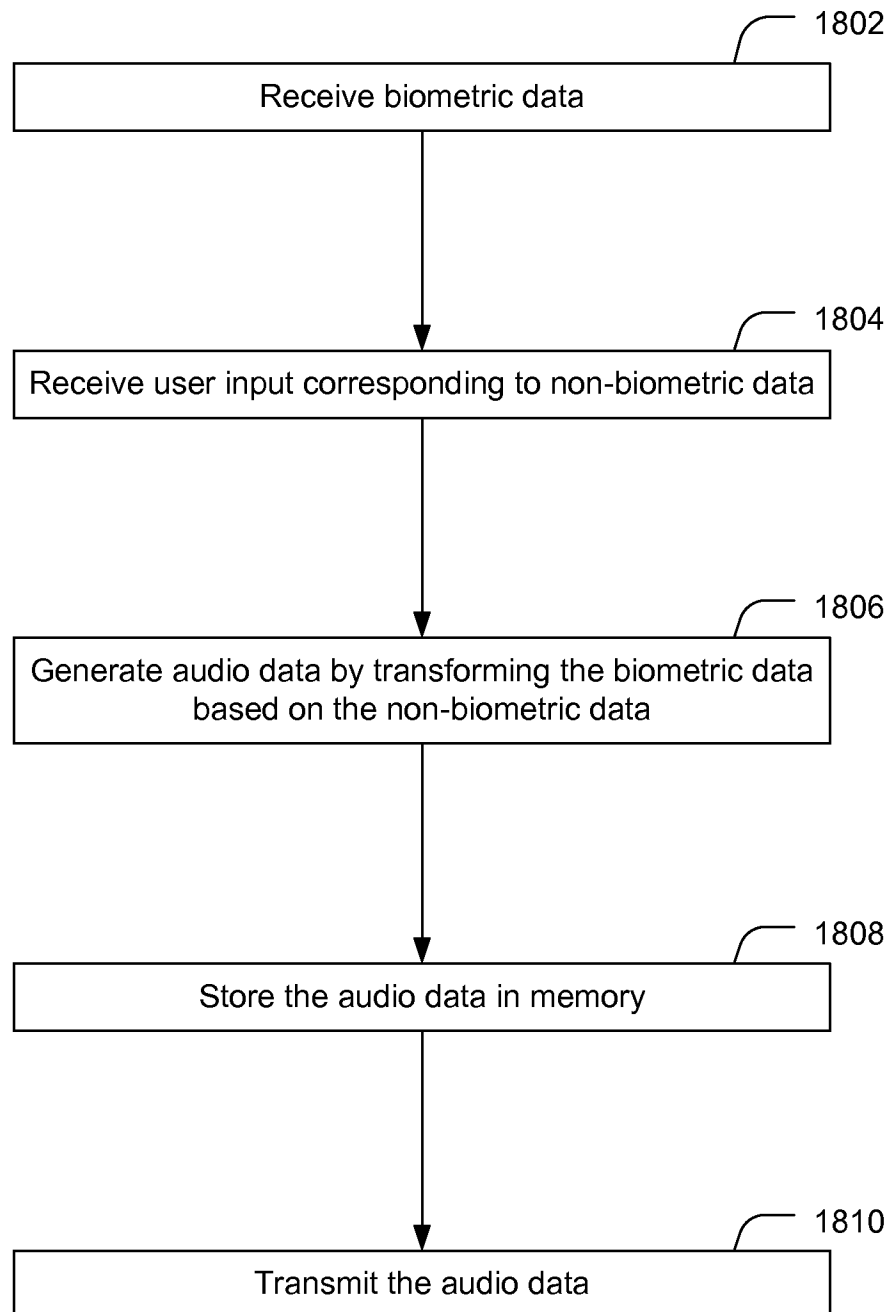 1802
Receive biometric data
1804
Receive user input corresponding to non-biometric data
1806
Generate audio data by transforming the biometric data
based on the non-biometric data
1808
Store the audio data in memory
1810
Transmit the audio data